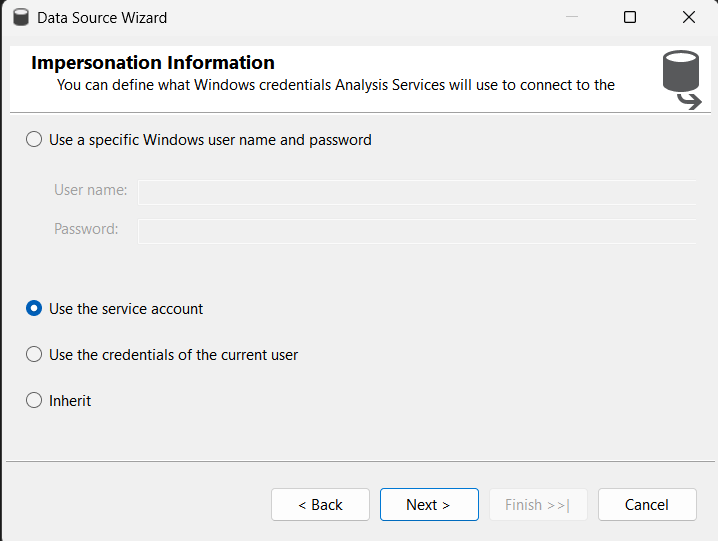 Data Source Wizard
Impersonation Information
You can define what Windows credentials Analysis Services will use to connect to the
Use a specific Windows user name and password
User name:
Password:
Use the service account
Use the credentials of the current user
Inherit
< Back Next > Finish >>| Cancel